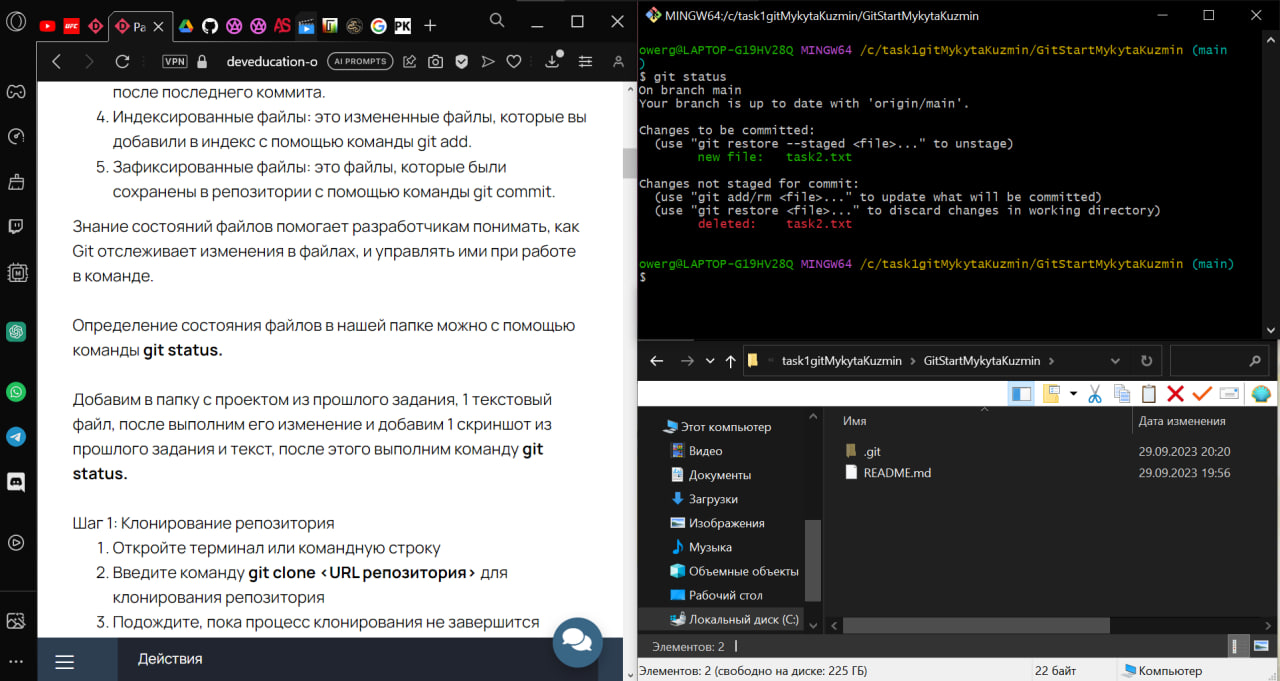 Pa
UFC
AS
PK
VPN
deveducation-o
AI PROMPTS
после последнего коммита.
4. Индексированные файлы: это измененные файлы, которые вы
добавили в индекс с помощью команды git add.
5. Зафиксированные файлы: это файлы, которые были
сохранены в репозитории с помощью команды git commit.
Знание состояний файлов помогает разработчикам понимать, как
Git отслеживает изменения в файлах, и управлять ими при работе
в команде.
Определение состояния файлов в нашей папке можно с помощью
команды git status.
Добавим в папку с проектом из прошлого задания, 1 текстовый
файл, после выполним его изменение и добавим 1 скриншот из
прошлого задания и текст, после этого выполним команду git
status.
Шаг 1: Клонирование репозитория
1. Откройте терминал или командную строку
2. Введите команду git clone <URL репозитория> для
клонирования репозитория
3. Подождите, пока процесс клонирования не завершится
Действия
MINGW64:/c/task1gitMykytaKuzmin/GitStartMykytaKuzmin
owerg@LAPTOP-G19HV28Q MINGW64 /c/task1gitMykytaKuzmin/GitStartMykytaKuzmin (main
)
$ git status
On branch main
Your branch is up to date with 'origin/main'.
Changes to be committed:
(use "git restore --staged <file>..." to unstage)
new file: task2.txt
Changes not staged for commit:
(use "git add/rm <file>..." to update what will be committed)
(use "git restore <file>..." to discard changes in working directory)
deleted: task2.txt
owerg@LAPTOP-G19HV28Q MINGW64 /c/task1gitMykytaKuzmin/GitStartMykytaKuzmin (main)
$
task1gitMykytaKuzmin > GitStartMykytaKuzmin >
Этот компьютер
Видео
Документы
Загрузки
Изображения
Музыка
Объемные объекты
Рабочий стол
Локальный диск (C:)
Имя
Дата изменения
.git
29.09.2023 20:20
README.md
29.09.2023 19:56
Элементов: 2
Элементов: 2 (свободно на диске: 225 ГБ)
22 байт
Компьютер